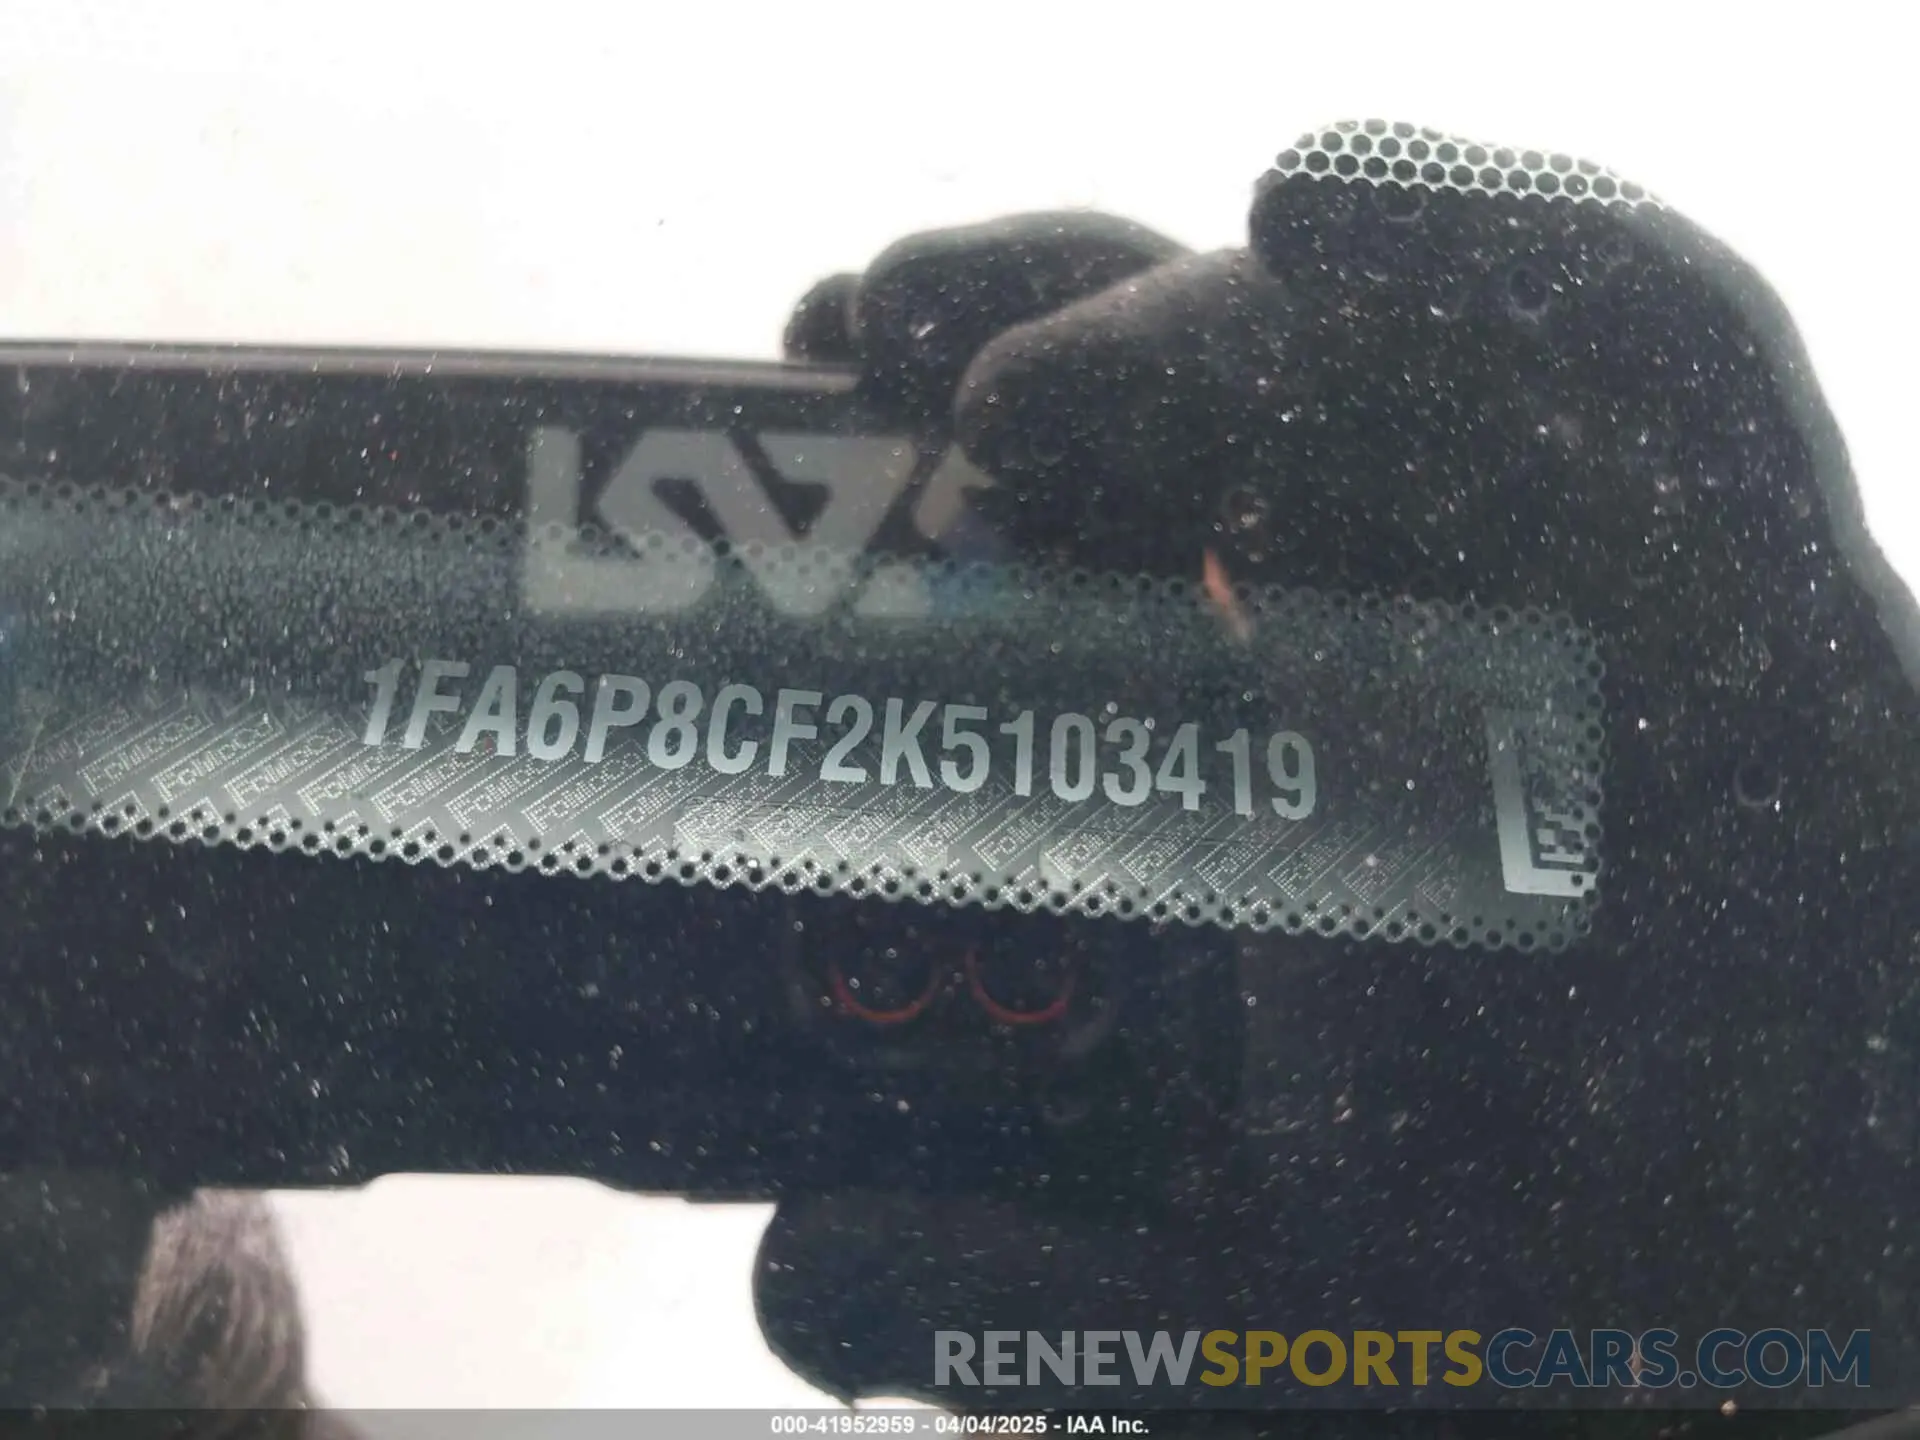 1FA6P8CF2K5103419
RENEWSPORTSCARS.COM
000-41952959 - 04/04/2025 - IAA Inc.